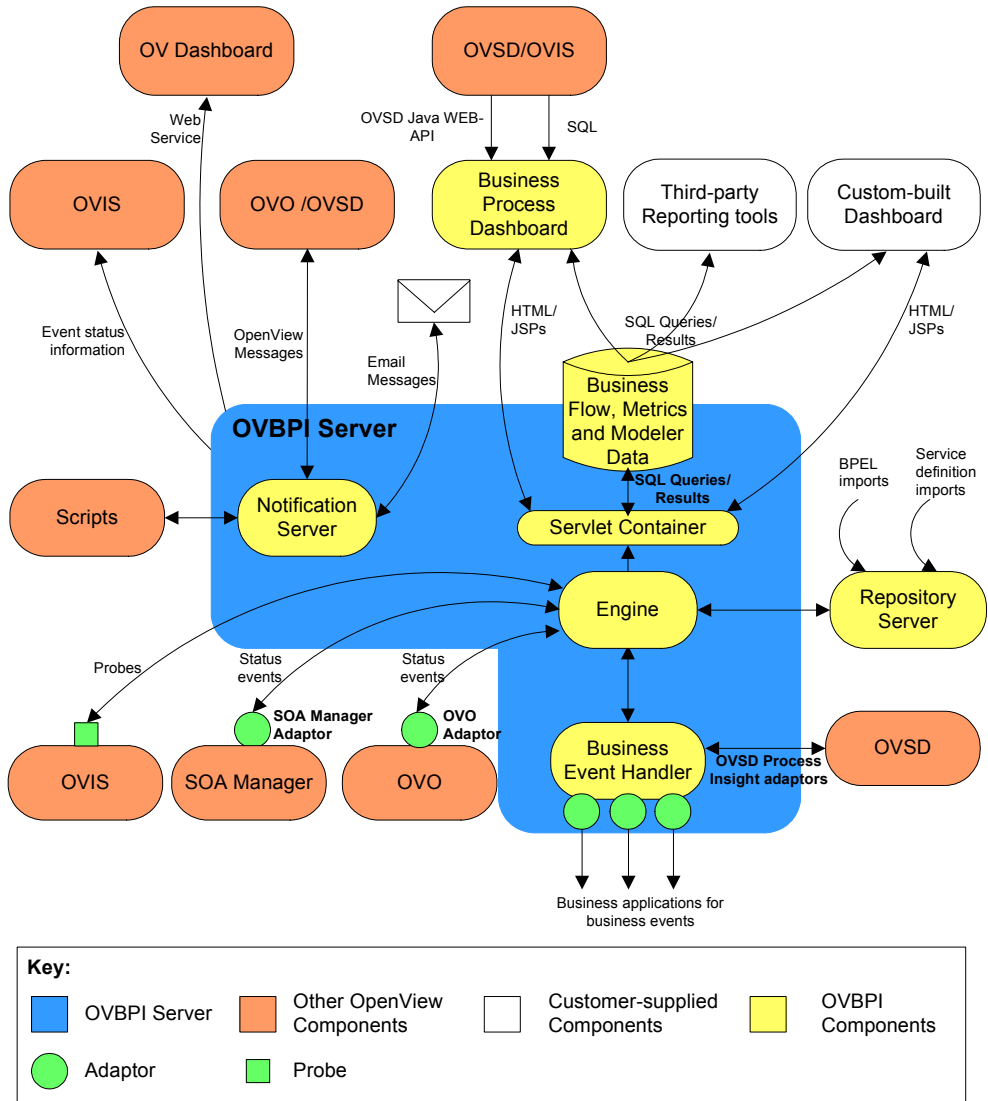 OV Dashboard
OVSD/OVIS
Web
Service
OVSD Java WEB-
API
SQL
OVIS
OVO /OVSD
Business
Process
Dashboard
Third-party
Reporting tools
Custom-built
Dashboard
Event status
information
OpenView
Messages
Email
Messages
HTML/
JSPs
SQL Queries/
Results
HTML/
JSPs
OVBPI Server
Business
Flow, Metrics
and Modeler
Data
SQL Queries/
Results
BPEL
imports
Service
definition
imports
Scripts
Notification
Server
Servlet Container
Engine
Repository
Server
Probes
Status
events
Status
events
SOA Manager
Adaptor
OVO
Adaptor
OVIS
SOA Manager
OVO
Business
Event Handler
OVSD Process
Insight adaptors
OVSD
Business applications for
business events
Key:
OVBPI Server
Other OpenView
Components
Customer-supplied
Components
OVBPI
Components
Adaptor
Probe